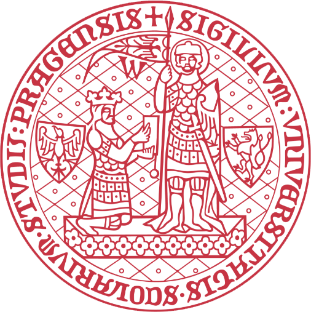 ✝ SIGILLVM : VNIVERSITATIS · SCOLARIVM · STVDII : PRAGENSIS